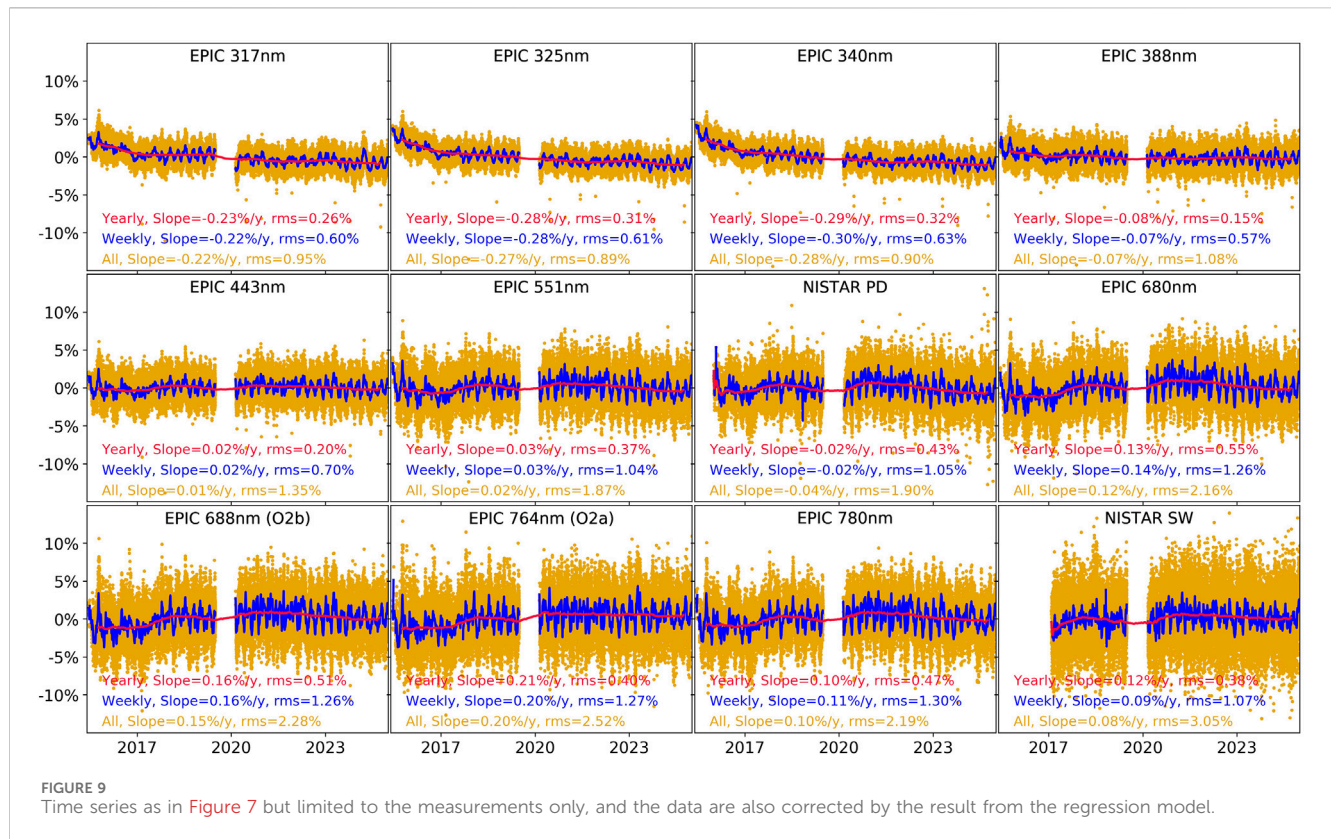 EPIC 317nm
EPIC 325nm
EPIC 340nm
EPIC 388nm
10%
5%
0%
-5%
-10%
Yearly, Slope=-0.23%/y, rms=0.26%
Weekly, Slope=-0.22%/y, rms=0.60%
All, Slope=-0.22%/y, rms=0.95%
Yearly, Slope=-0.28%/y, rms=0.31%
Weekly, Slope=-0.28%/y, rms=0.61%
All, Slope=-0.27%/y, rms=0.89%
Yearly, Slope=-0.29%/y, rms=0.32%
Weekly, Slope=-0.30%/y, rms=0.63%
All, Slope=-0.28%/y, rms=0.90%
Yearly, Slope=-0.08%/y, rms=0.15%
Weekly, Slope=-0.07%/y, rms=0.57%
All, Slope=-0.07%/y, rms=1.08%
EPIC 443nm
EPIC 551nm
NISTAR PD
EPIC 680nm
10%
5%
0%
-5%
-10%
Yearly, Slope=0.02%/y, rms=0.20%
Weekly, Slope=0.02%/y, rms=0.70%
All, Slope=0.01%/y, rms=1.35%
Yearly, Slope=0.03%/y, rms=0.37%
Weekly, Slope=0.03%/y, rms=1.04%
All, Slope=0.02%/y, rms=1.87%
Yearly, Slope=-0.02%/y, rms=0.43%
Weekly, Slope=-0.02%/y, rms=1.05%
All, Slope=-0.04%/y, rms=1.90%
Yearly, Slope=0.13%/y, rms=0.55%
Weekly, Slope=0.14%/y, rms=1.26%
All, Slope=0.12%/y, rms=2.16%
EPIC 688nm (O2b)
EPIC 764nm (O2a)
EPIC 780nm
NISTAR SW
10%
5%
0%
-5%
-10%
Yearly, Slope=0.16%/y, rms=0.51%
Weekly, Slope=0.16%/y, rms=1.26%
All, Slope=0.15%/y, rms=2.28%
Yearly, Slope=0.21%/y, rms=0.40%
Weekly, Slope=0.20%/y, rms=1.27%
All, Slope=0.20%/y, rms=2.52%
Yearly, Slope=0.10%/y, rms=0.47%
Weekly, Slope=0.11%/y, rms=1.30%
All, Slope=0.10%/y, rms=2.19%
Yearly, Slope=0.12%/y, rms=0.38%
Weekly, Slope=0.09%/y, rms=1.07%
All, Slope=0.08%/y, rms=3.05%
2017 2020 2023
2017 2020 2023
2017 2020 2023
2017 2020 2023
FIGURE 9
Time series as in Figure 7 but limited to the measurements only, and the data are also corrected by the result from the regression model.